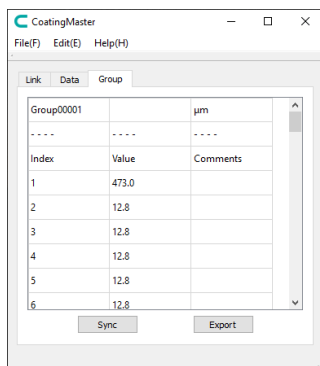 CoatingMaster
File(F) Edit(E) Help(H)
Link Data Group
Group00001 μm
---- ---- ----
Index Value Comments
1 473.0
2 12.8
3 12.8
4 12.8
5 12.8
6 12.8
Sync Export